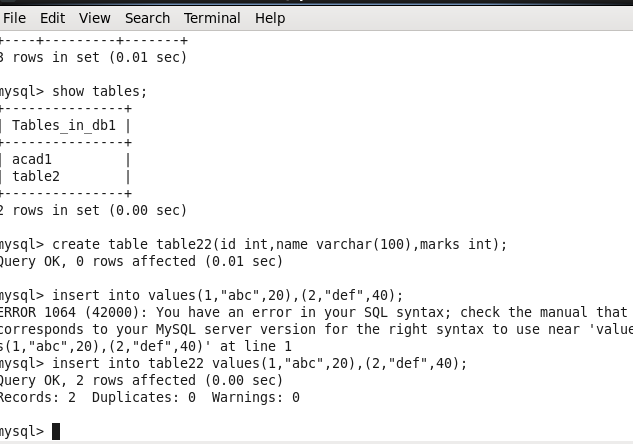 File Edit View Search Terminal Help
+----+---------+-------+
3 rows in set (0.01 sec)
mysql> show tables;
+---------------+
| Tables_in_db1 |
+---------------+
| acad1         |
| table2        |
+---------------+
2 rows in set (0.00 sec)
mysql> create table table22(id int,name varchar(100),marks int);
Query OK, 0 rows affected (0.01 sec)
mysql> insert into values(1,"abc",20),(2,"def",40);
ERROR 1064 (42000): You have an error in your SQL syntax; check the manual that
corresponds to your MySQL server version for the right syntax to use near 'value
s(1,"abc",20),(2,"def",40)' at line 1
mysql> insert into table22 values(1,"abc",20),(2,"def",40);
Query OK, 2 rows affected (0.00 sec)
Records: 2  Duplicates: 0  Warnings: 0
mysql>